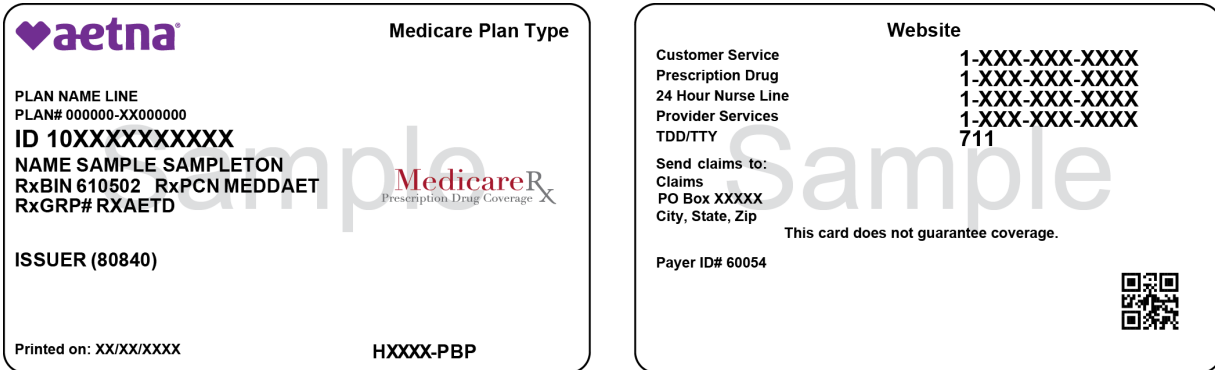 aetna®
Medicare Plan Type
PLAN NAME LINE
PLAN# 000000-XX000000
ID 10XXXXXXXXXX
NAME SAMPLE SAMPLETON
RxBIN 610502 RxPCN MEDDAET
RxGRP# RXAETD
MedicareRx
Prescription Drug Coverage
ISSUER (80840)
Printed on: XX/XX/XXXX
HXXXX-PBP
Sample
Website
Customer Service 1-XXX-XXX-XXXX
Prescription Drug 1-XXX-XXX-XXXX
24 Hour Nurse Line 1-XXX-XXX-XXXX
Provider Services 1-XXX-XXX-XXXX
TDD/TTY 711
Send claims to:
Claims
PO Box XXXXX
City, State, Zip
This card does not guarantee coverage.
Payer ID# 60054
Sample